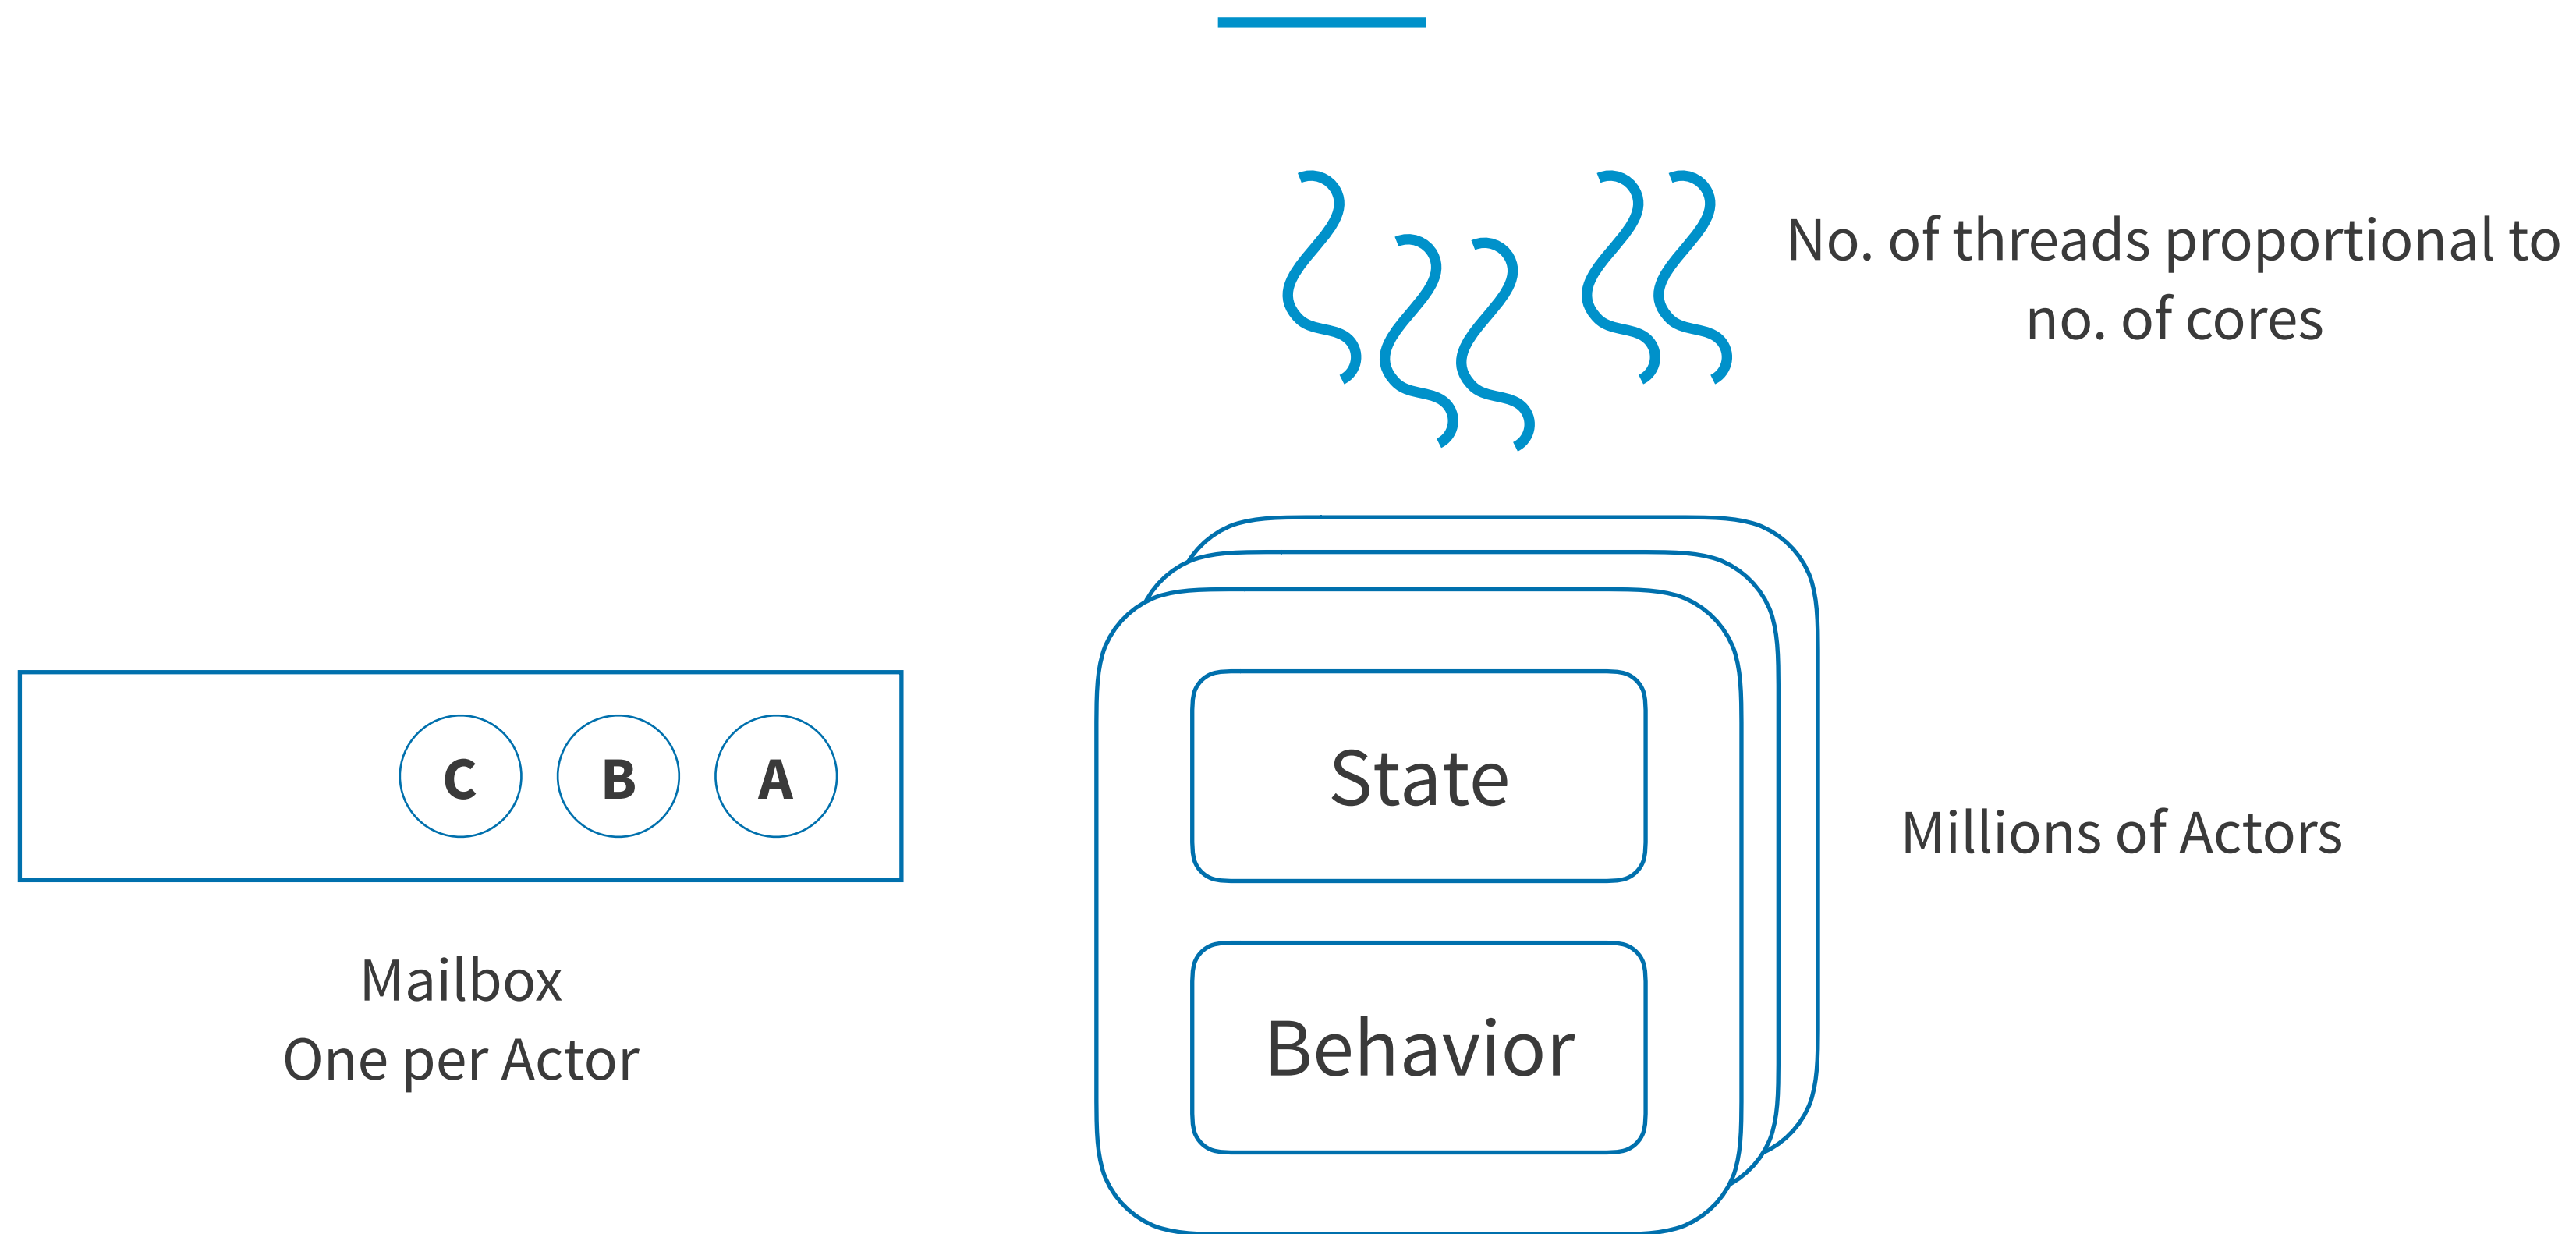 No. of threads proportional to
no. of cores
C B A
State
Millions of Actors
Mailbox
One per Actor
Behavior